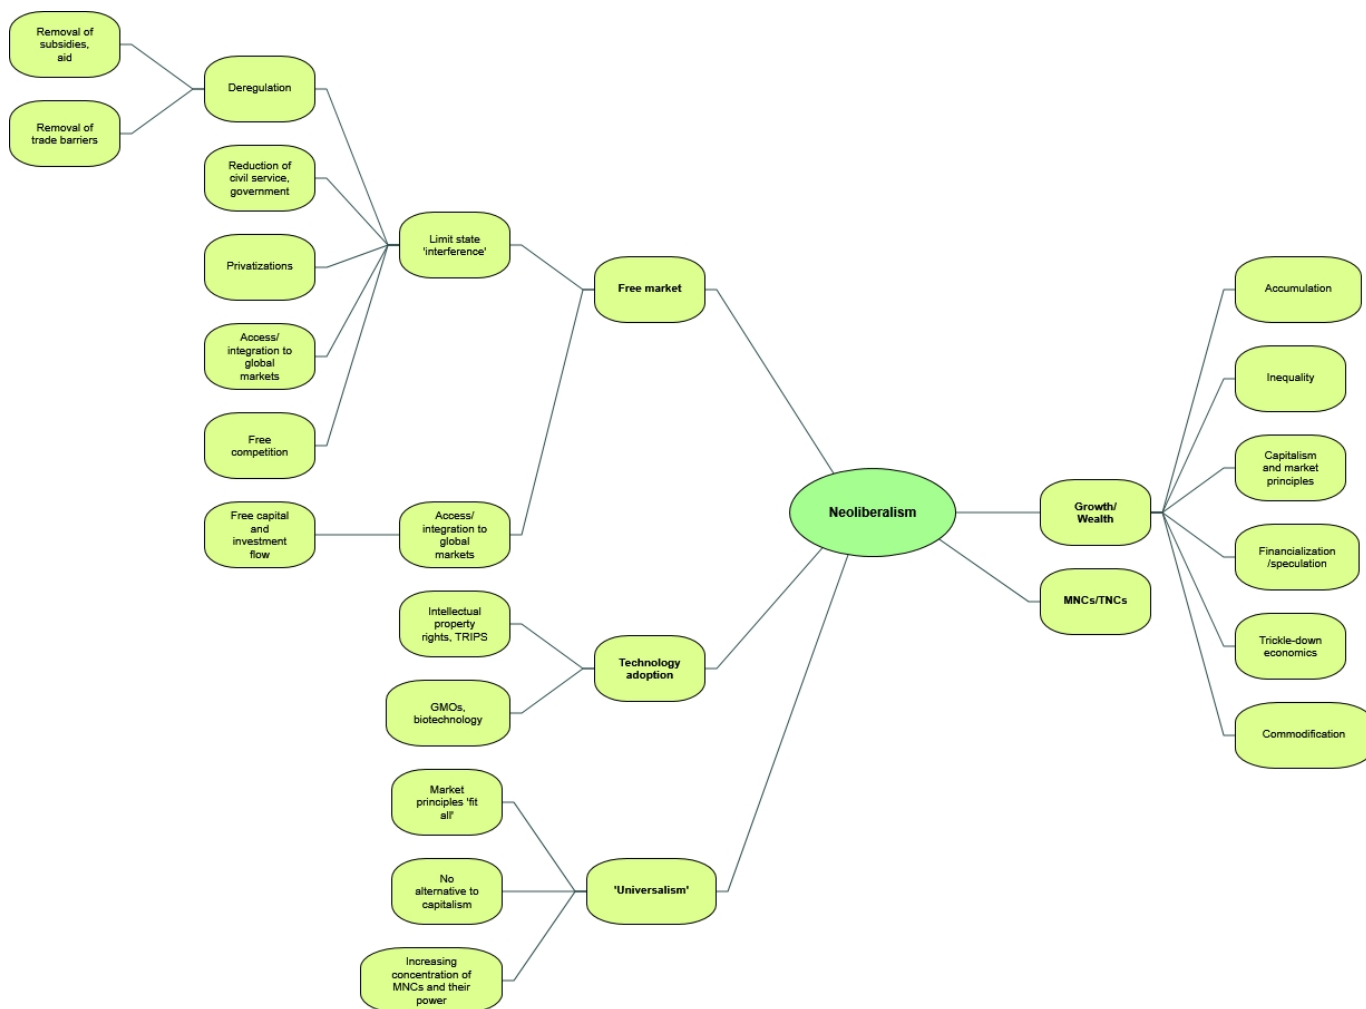 Removal of
subsidies,
aid
Removal of
trade barriers
Deregulation
Reduction of
civil service,
government
Privatizations
Access/
integration to
global
markets
Free
competition
Free capital
and
investment
flow
Limit state
'interference'
Access/
integration to
global
markets
Free market
Intellectual
property
rights, TRIPS
GMOs,
biotechnology
Technology
adoption
Market
principles 'fit
all'
No
alternative to
capitalism
Increasing
concentration of
MNCs and their
power
'Universalism'
Neoliberalism
Growth/
Wealth
MNCs/TNCs
Accumulation
Inequality
Capitalism
and market
principles
Financialization
/speculation
Trickle-down
economics
Commodification